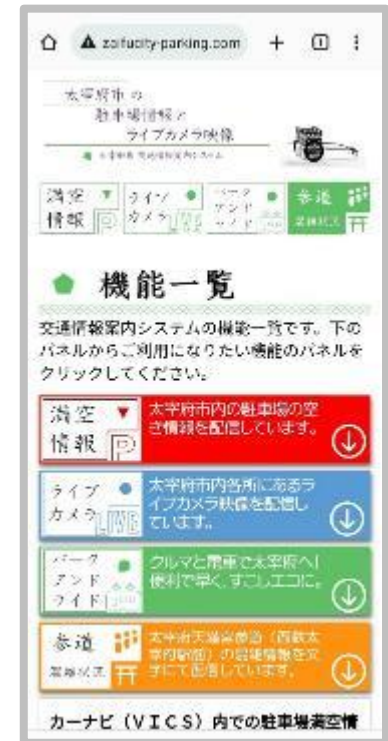 zaifucity-parking.com
太宰府市の
駐車場情報と
ライブカメラ映像
満空
情報 P
ライブ
カメラ LIVE
パーク
アンド
ライド
参道
混雑状況
機能一覧
交通情報案内システムの機能一覧です。下の
パネルからご利用になりたい機能のパネルを
クリックしてください。
満空
情報 P
太宰府市内の駐車場の空
き情報を配信しています。
ライブ
カメラ LIVE
太宰府市内各所にあるラ
イブカメラ映像を配信し
ています。
パーク
アンド
ライド
クルマと電車で太宰府へ!
便利で早く、すこしエコに。
参道
混雑状況
太宰府天満宮参道（西鉄太
宰府駅前）の混雑情報を文
字にて配信しています。
カーナビ（ＶＩＣＳ）内での駐車場満空情